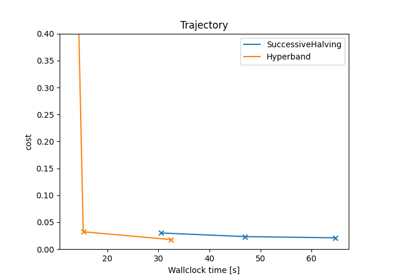 Trajectory
0.40
0.35
0.30
0.25
0.20
0.15
0.10
0.05
0.00
cost
SuccessiveHalving
Hyperband
20 30 40 50 60
Wallclock time [s]